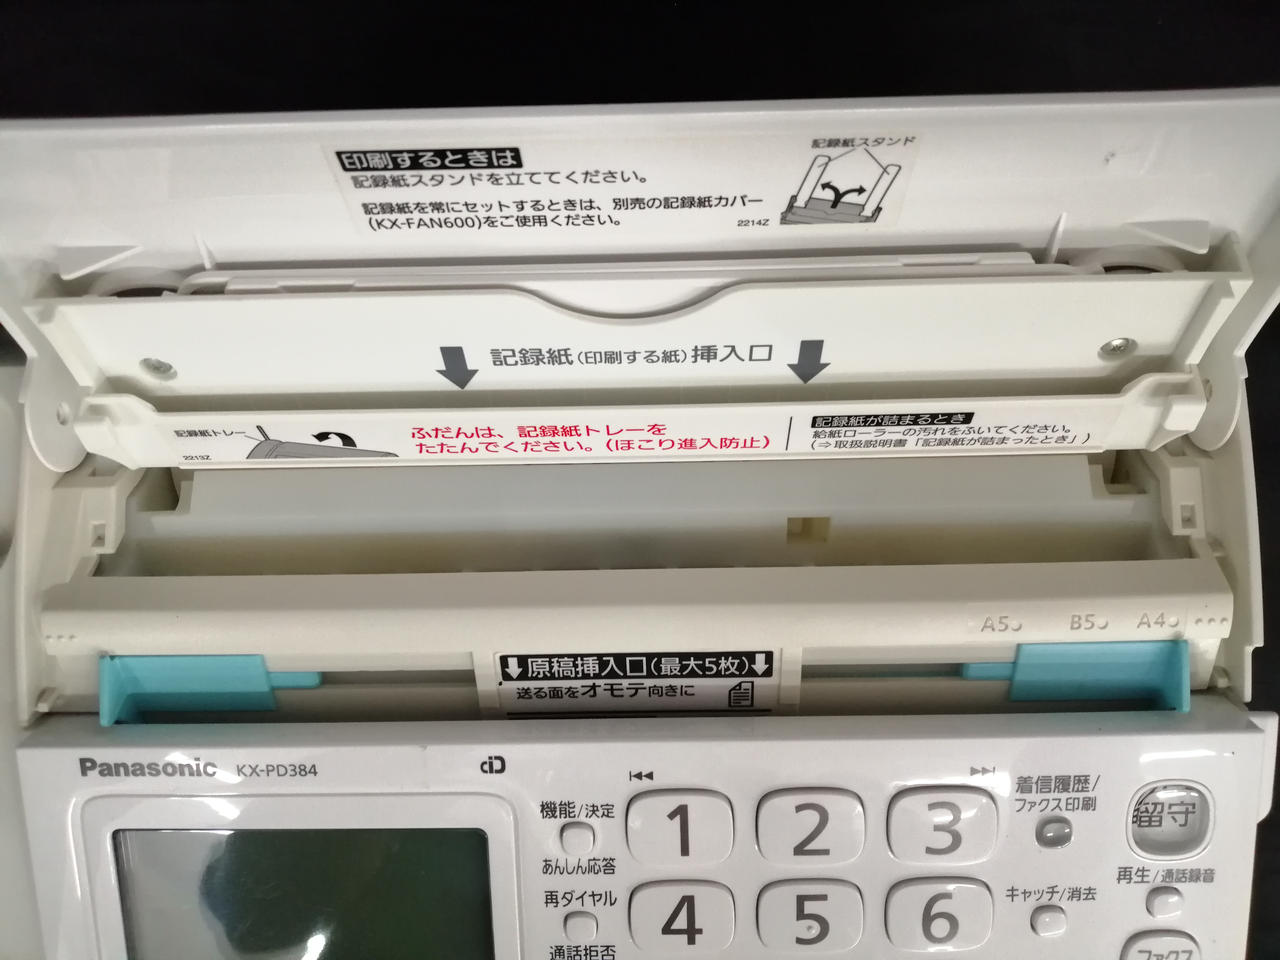 印刷するときは
記録紙スタンドを立ててください。
記録紙を常にセットするときは、別売の記録紙カバー
(KX-FAN600)をご使用ください。
2214Z
記録紙スタンド
記録紙(印刷する紙)挿入口
記録紙トレー
2213Z
ふだんは、記録紙トレーを
たたんでください。(ほこり進入防止)
記録紙が詰まるとき
給紙ローラーの汚れをふいてください。
(⇒取扱説明書「記録紙が詰まったとき」)
A5 B5 A4
原稿挿入口(最大5枚)
送る面をオモテ向きに
Panasonic KX-PD384
機能/決定
あんしん応答
再ダイヤル
通話拒否
1 2 3
4 5 6
着信履歴/
ファクス印刷
キャッチ/消去
留守
再生/通話録音
ファクス